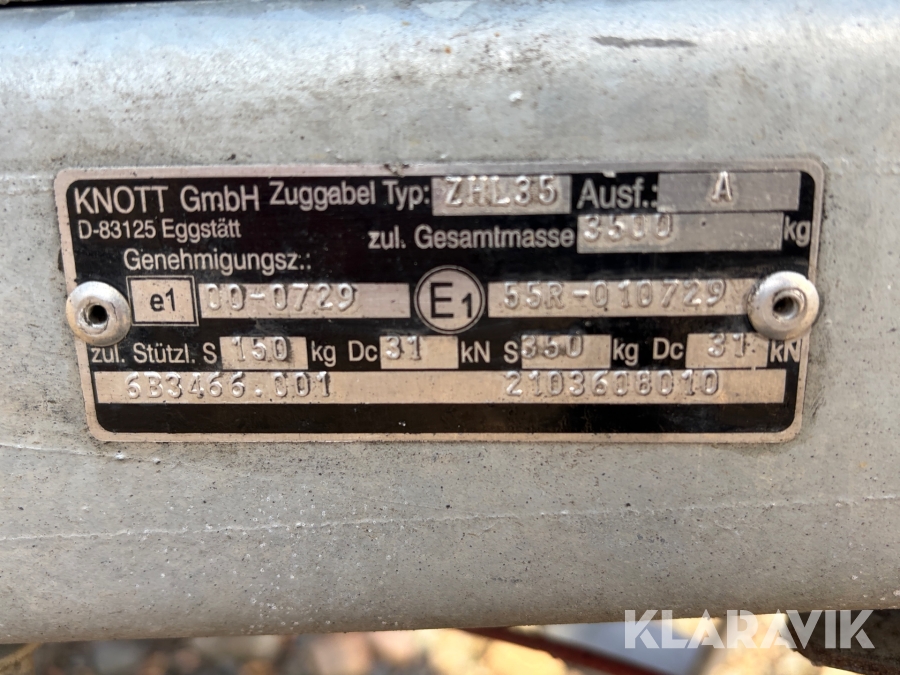 KNOTT GmbH Zuggabel Typ: ZHL35 Ausf.: A
D-83125 Eggstätt zul. Gesamtmasse 3500 kg
Genehmigungsz.:
e1 00-0729 E1 55R-010729
zul. Stützl. S 150 kg Dc 31 kN S 350 kg Dc 31 kN
6B3466.001 2103608010
KLARAVIK